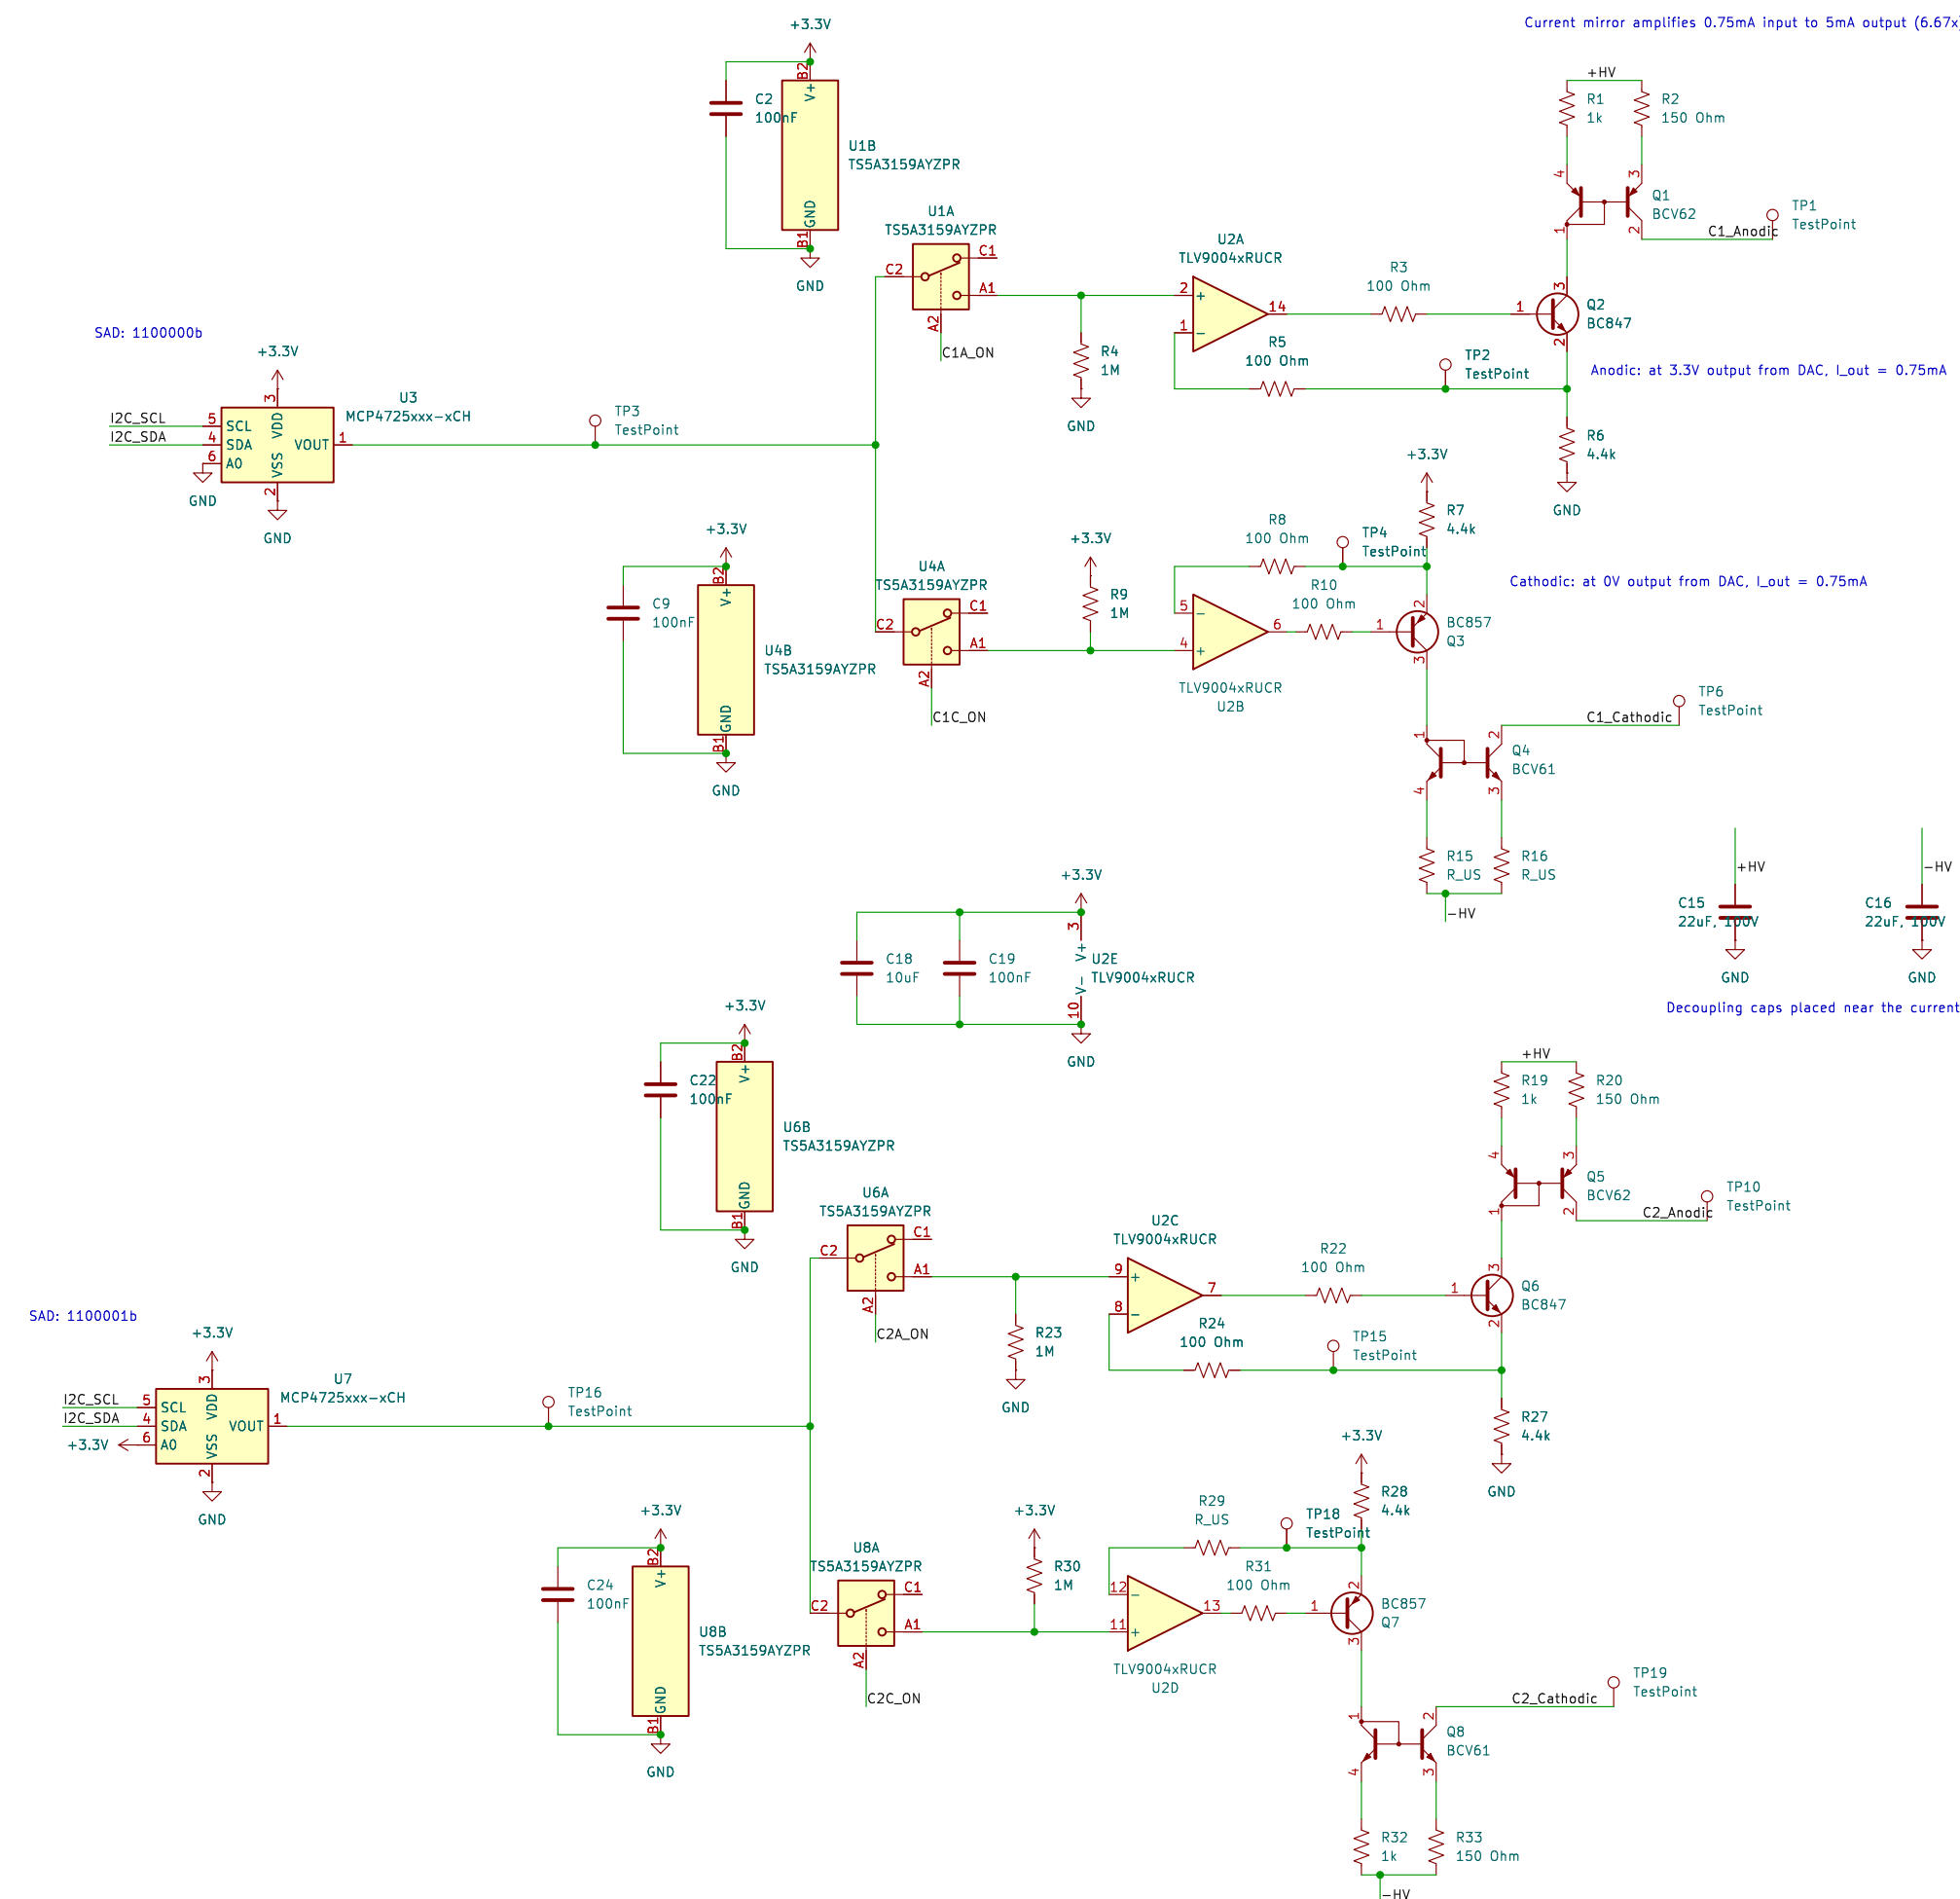 Current mirror amplifies 0.75mA input to 5mA output (6.67x)
+3.3V
B2
V+
C2
100nF
U1B
TS5A3159AYZPR
GND
B1
GND
+HV
R1
1k
R2
150 Ohm
4
3
Q1
BCV62
1
2
C1_Anodic
TP1
TestPoint
U1A
TS5A3159AYZPR
C2
C1
A1
A2
C1A_ON
U2A
TLV9004xRUCR
2
+
1
−
14
R3
100 Ohm
R4
1M
GND
R5
100 Ohm
TP2
TestPoint
1
3
2
Q2
BC847
Anodic: at 3.3V output from DAC, I_out = 0.75mA
R6
4.4k
GND
SAD: 1100000b
+3.3V
U3
MCP4725xxx-xCH
I2C_SCL
I2C_SDA
5
4
6
SCL
SDA
A0
3
VDD
VSS
2
VOUT
1
GND
GND
TP3
TestPoint
+3.3V
R7
4.4k
+3.3V
B2
V+
C9
100nF
U4B
TS5A3159AYZPR
GND
B1
GND
U4A
TS5A3159AYZPR
C2
C1
A1
A2
C1C_ON
+3.3V
R9
1M
R8
100 Ohm
TP4
TestPoint
R10
100 Ohm
5
−
4
+
6
TLV9004xRUCR
U2B
Cathodic: at 0V output from DAC, I_out = 0.75mA
1
2
3
BC857
Q3
C1_Cathodic
TP6
TestPoint
1
2
Q4
BCV61
4
3
R15
R_US
R16
R_US
-HV
+HV
C15
22uF, 100V
GND
-HV
C16
22uF, 100V
GND
Decoupling caps placed near the current
+3.3V
3
V+
C18
10uF
C19
100nF
U2E
TLV9004xRUCR
V-
10
GND
+3.3V
B2
V+
C22
100nF
U6B
TS5A3159AYZPR
GND
B1
GND
+HV
R19
1k
R20
150 Ohm
4
3
Q5
BCV62
1
2
C2_Anodic
TP10
TestPoint
U6A
TS5A3159AYZPR
C2
C1
A1
A2
C2A_ON
U2C
TLV9004xRUCR
9
+
8
−
7
R22
100 Ohm
R23
1M
GND
R24
100 Ohm
TP15
TestPoint
1
3
2
Q6
BC847
R27
4.4k
GND
SAD: 1100001b
+3.3V
U7
MCP4725xxx-xCH
I2C_SCL
I2C_SDA
+3.3V
5
4
6
SCL
SDA
A0
3
VDD
VSS
2
VOUT
1
GND
TP16
TestPoint
+3.3V
R28
4.4k
+3.3V
B2
V+
C24
100nF
U8B
TS5A3159AYZPR
GND
B1
GND
U8A
TS5A3159AYZPR
C2
C1
A1
A2
C2C_ON
+3.3V
R30
1M
R29
R_US
TP18
TestPoint
R31
100 Ohm
12
−
11
+
13
TLV9004xRUCR
U2D
1
2
3
BC857
Q7
C2_Cathodic
TP19
TestPoint
1
2
Q8
BCV61
4
3
R32
1k
R33
150 Ohm
-HV